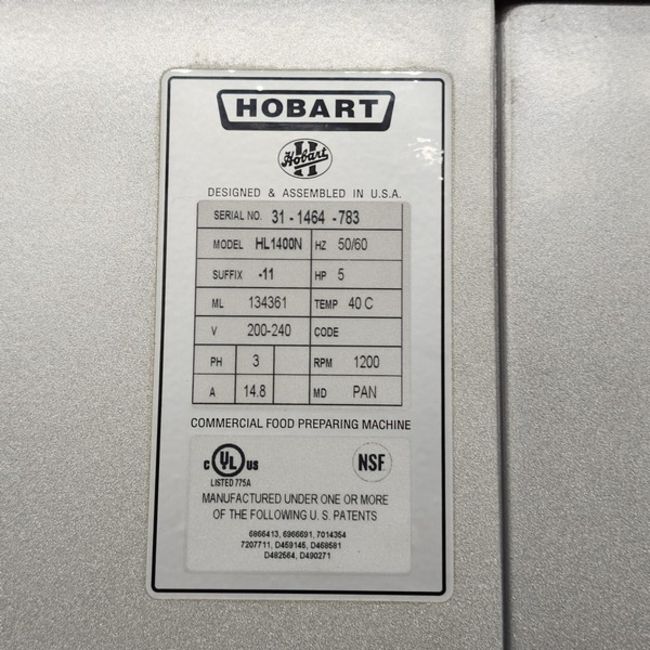 HOBART
Hobart
DESIGNED & ASSEMBLED IN U.S.A.
SERIAL NO. 31 - 1464 - 783
MODEL HL1400N HZ 50/60
SUFFIX -11 HP 5
ML 134361 TEMP 40 C
V 200-240 CODE
PH 3 RPM 1200
A 14.8 MD PAN
COMMERCIAL FOOD PREPARING MACHINE
C UL US NSF
LISTED 775A
MANUFACTURED UNDER ONE OR MORE
OF THE FOLLOWING U. S. PATENTS
6866413, 6966691, 7014354
7207711, D459145, D468581
D482564, D490271